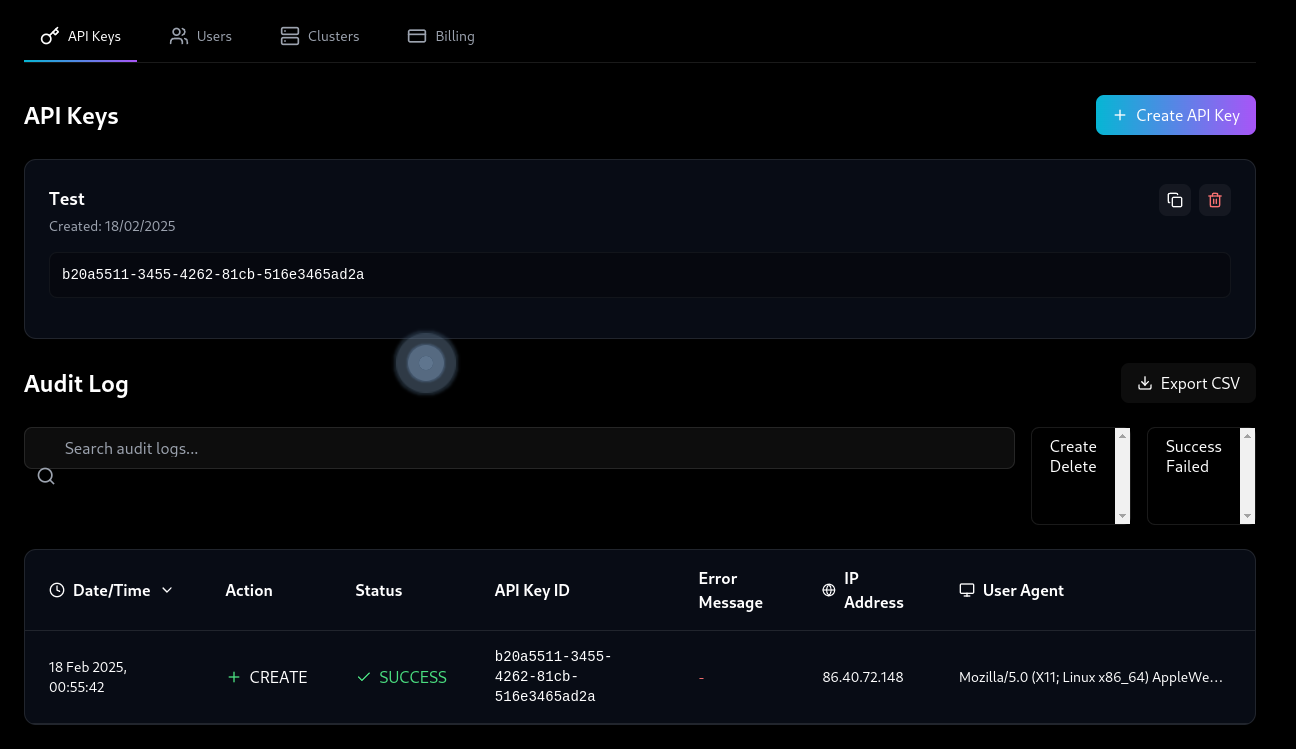 API Keys Users Clusters Billing
API Keys
+ Create API Key
Test
Created: 18/02/2025
b20a5511-3455-4262-81cb-516e3465ad2a
Audit Log
Export CSV
Search audit logs...
Create
Delete
Success
Failed
Date/Time Action Status API Key ID Error Message IP Address User Agent
18 Feb 2025,
00:55:42
+ CREATE
SUCCESS
b20a5511-3455-
4262-81cb-
516e3465ad2a
-
86.40.72.148
Mozilla/5.0 (X11; Linux x86_64) AppleWe...